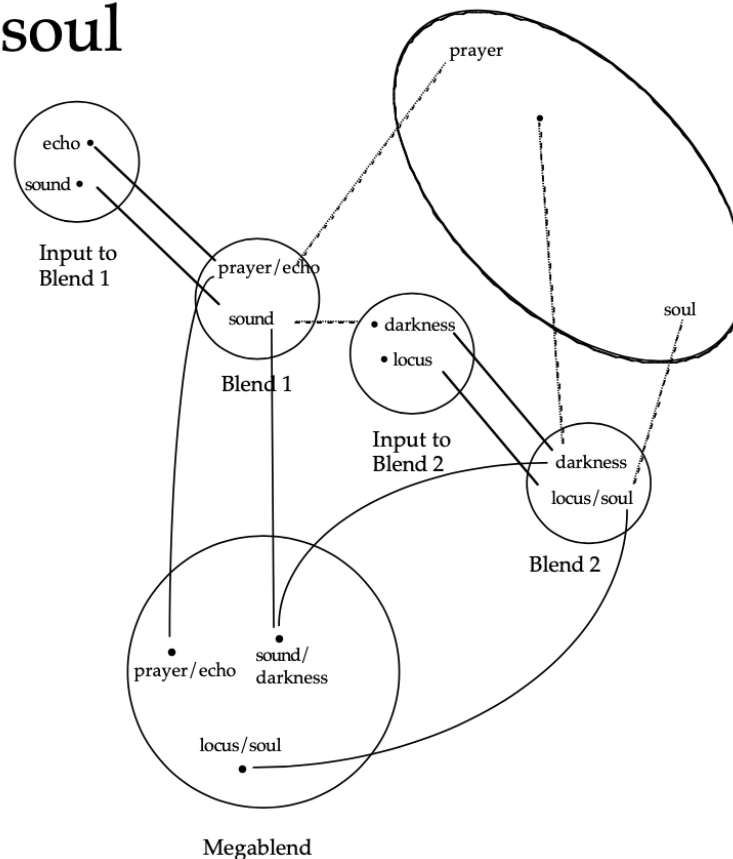 soul
prayer
echo
sound
Input to
Blend 1
prayer/echo
sound
Blend 1
soul
darkness
locus
Input to
Blend 2
darkness
locus/soul
Blend 2
prayer/echo
sound/
darkness
locus/soul
Megablend